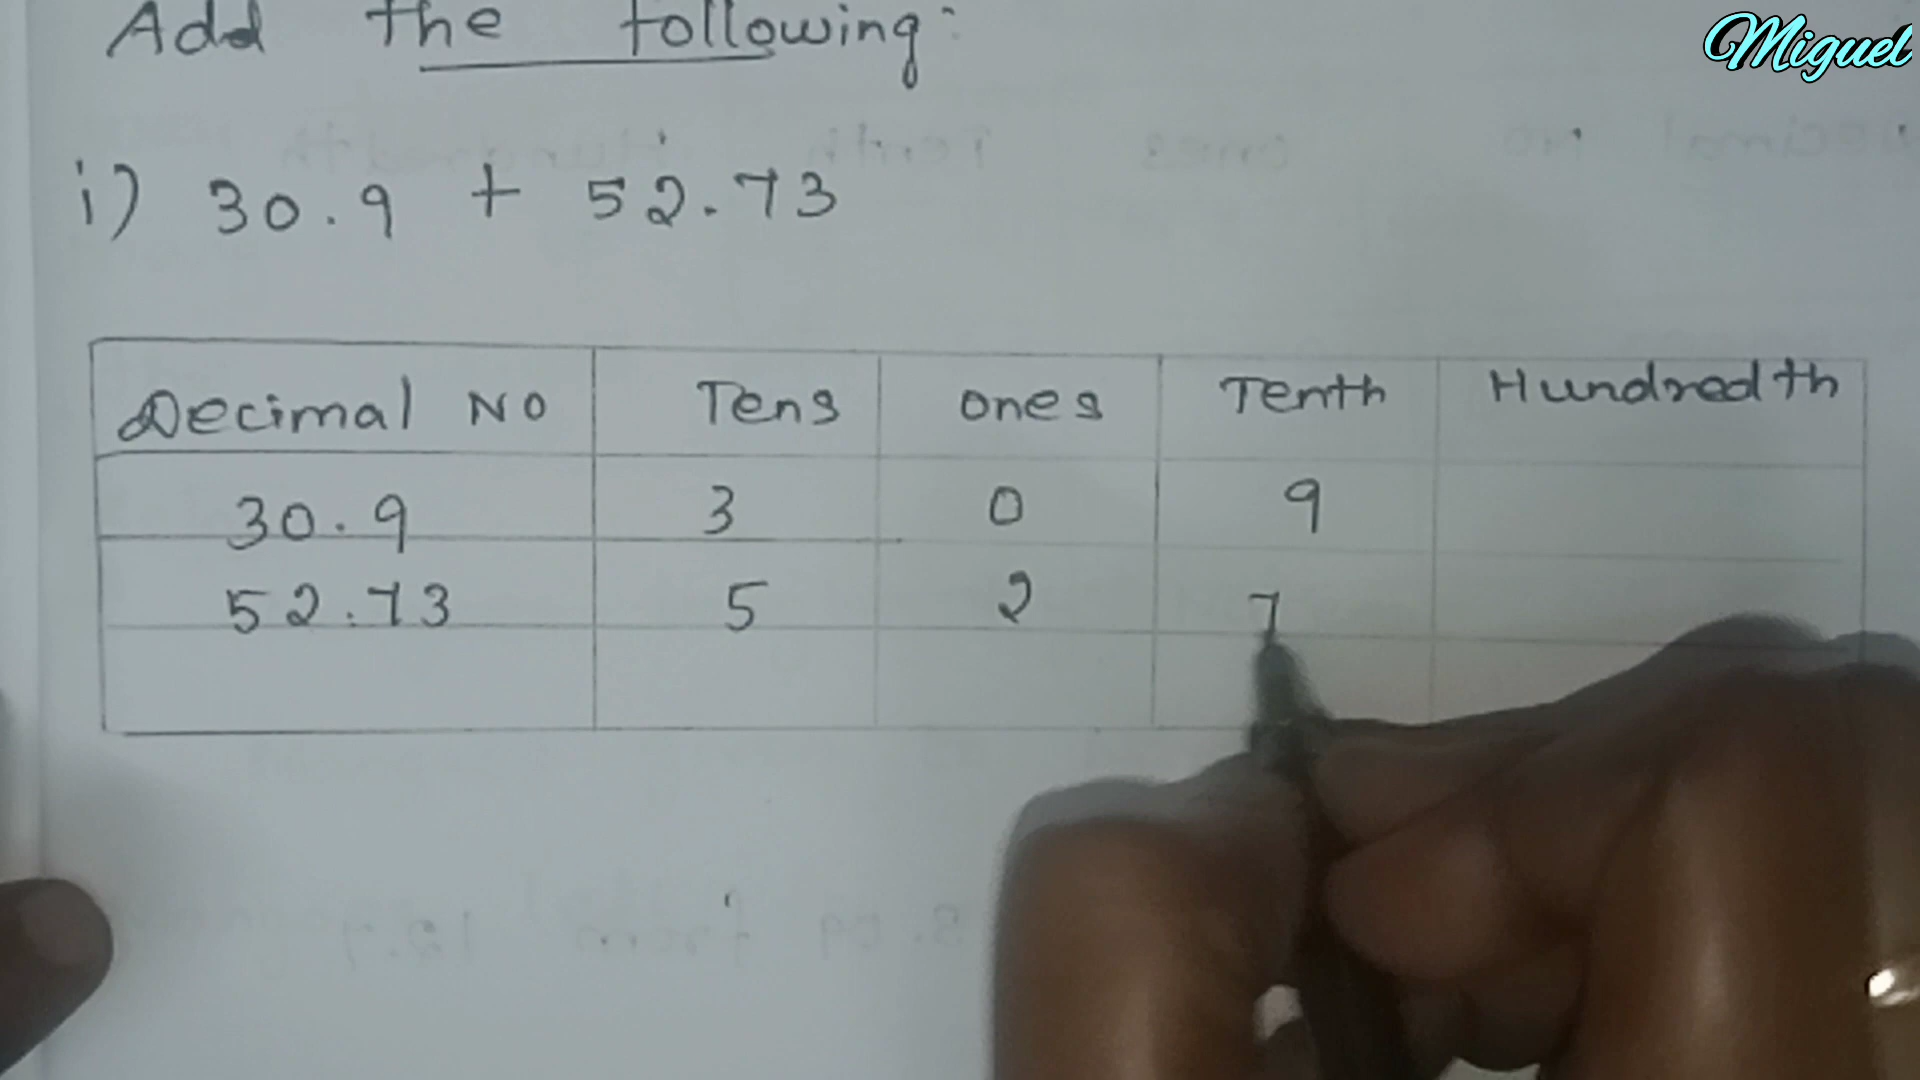 Miguel
Add the following:
i) 30.9 + 52.73
Decimal NO Tens ones Tenth Hundredth
30.9 3 0 9
52.73 5 2 7